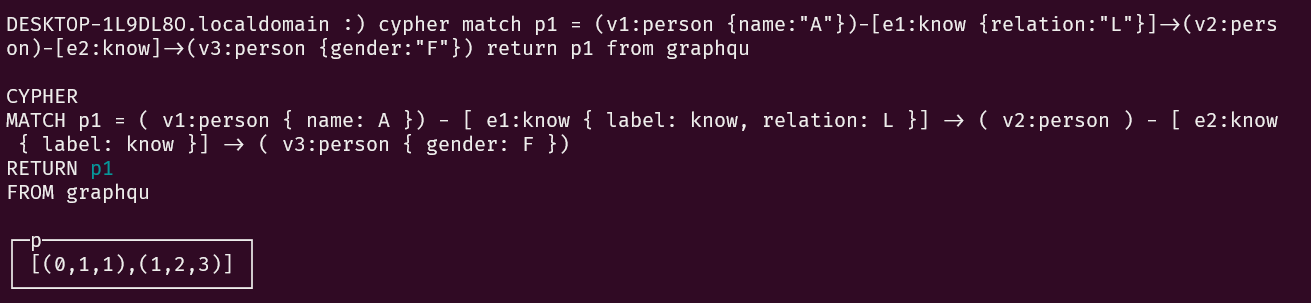 DESKTOP-1L9DL8O.localdomain :) cypher match p1 = (v1:person {name:"A"})-[e1:know {relation:"L"}]→(v2:pers
on)-[e2:know]→(v3:person {gender:"F"}) return p1 from graphqu
CYPHER
MATCH p1 = ( v1:person { name: A }) - [ e1:know { label: know, relation: L }] → ( v2:person ) - [ e2:know
{ label: know }] → ( v3:person { gender: F })
RETURN p1
FROM graphqu
p
[(0,1,1),(1,2,3)]